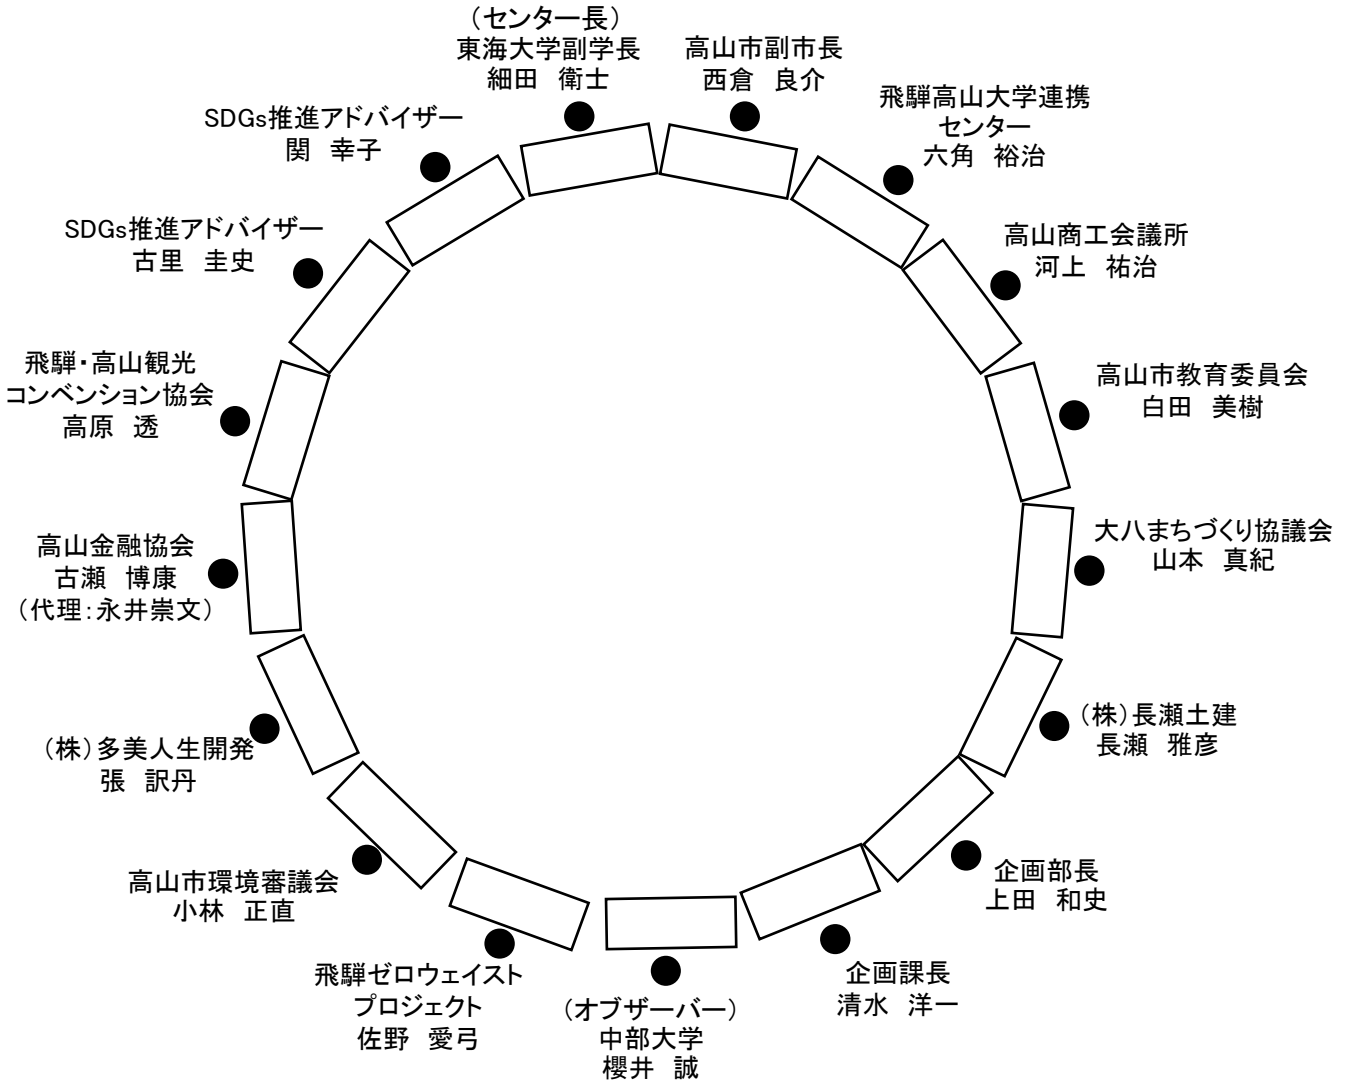 （センター長）
東海大学副学長
細田　衛士
高山市副市長
西倉　良介
飛騨高山大学連携
センター
六角　裕治
高山商工会議所
河上　祐治
高山市教育委員会
白田　美樹
大八まちづくり協議会
山本　真紀
（株）長瀬土建
長瀬　雅彦
企画部長
上田　和史
企画課長
清水　洋一
（オブザーバー）
中部大学
櫻井　誠
飛騨ゼロウェイスト
プロジェクト
佐野　愛弓
高山市環境審議会
小林　正直
（株）多美人生開発
張　訳丹
高山金融協会
古瀬　博康
（代理：永井崇文）
飛騨・高山観光
コンベンション協会
高原　透
SDGs推進アドバイザー
古里　圭史
SDGs推進アドバイザー
関　幸子